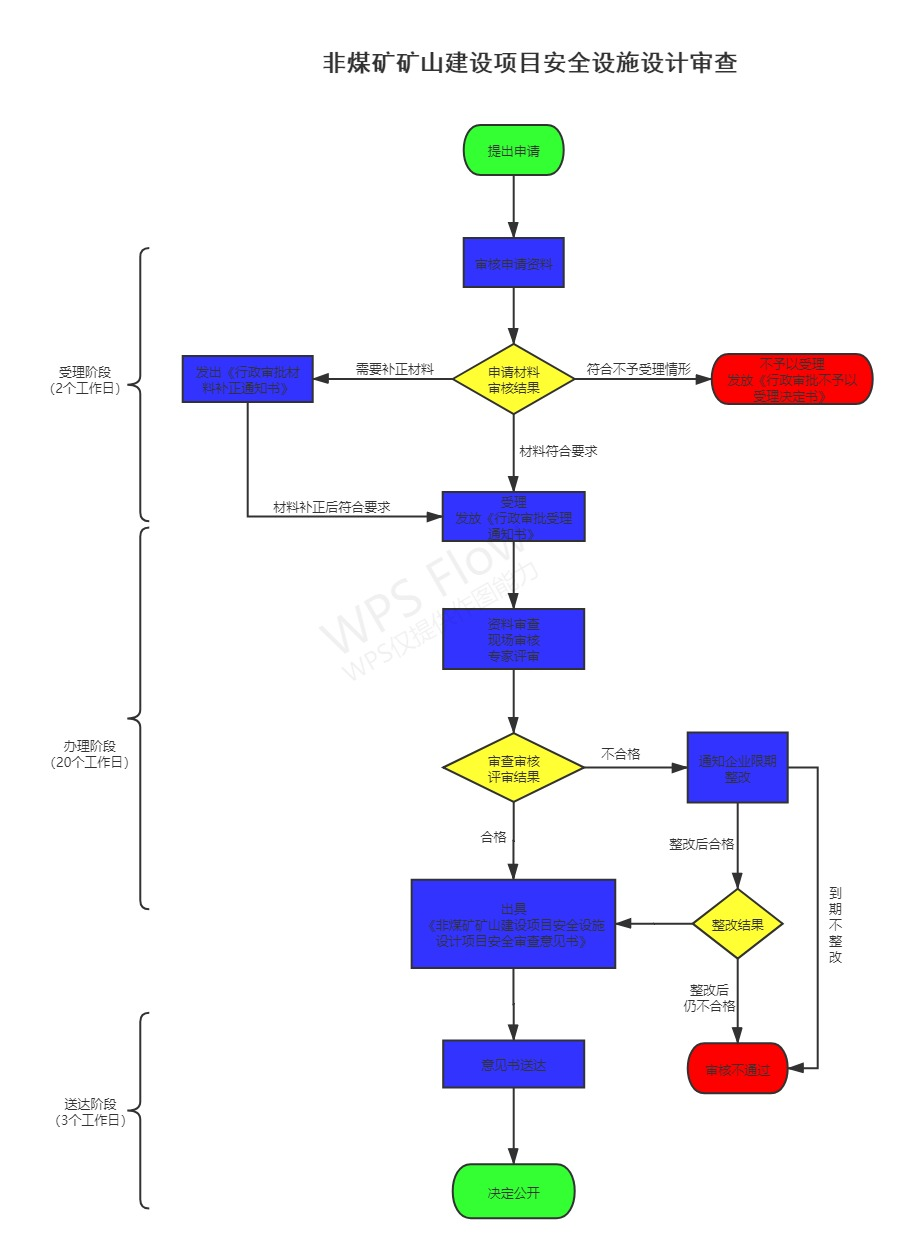 非煤矿矿山建设项目安全设施设计审查
提出申请
审核申请资料
受理阶段
（2个工作日）
发出《行政审批材
料补正通知书》
需要补正材料
申请材料
审核结果
符合不予受理情形
不予以受理
发放《行政审批不予以
受理决定书》
材料符合要求
材料补正后符合要求
受理
发放《行政审批受理
通知书》
WPS Flow
WPS仅提供作图能力
资料审查
现场审核
专家评审
办理阶段
（20个工作日）
审查审核
评审结果
不合格
通知企业限期
整改
合格
整改后合格
到
期
不
整
改
出具
《非煤矿矿山建设项目安全设施
设计项目安全审查意见书》
整改结果
整改后
仍不合格
意见书送达
审核不通过
送达阶段
（3个工作日）
决定公开